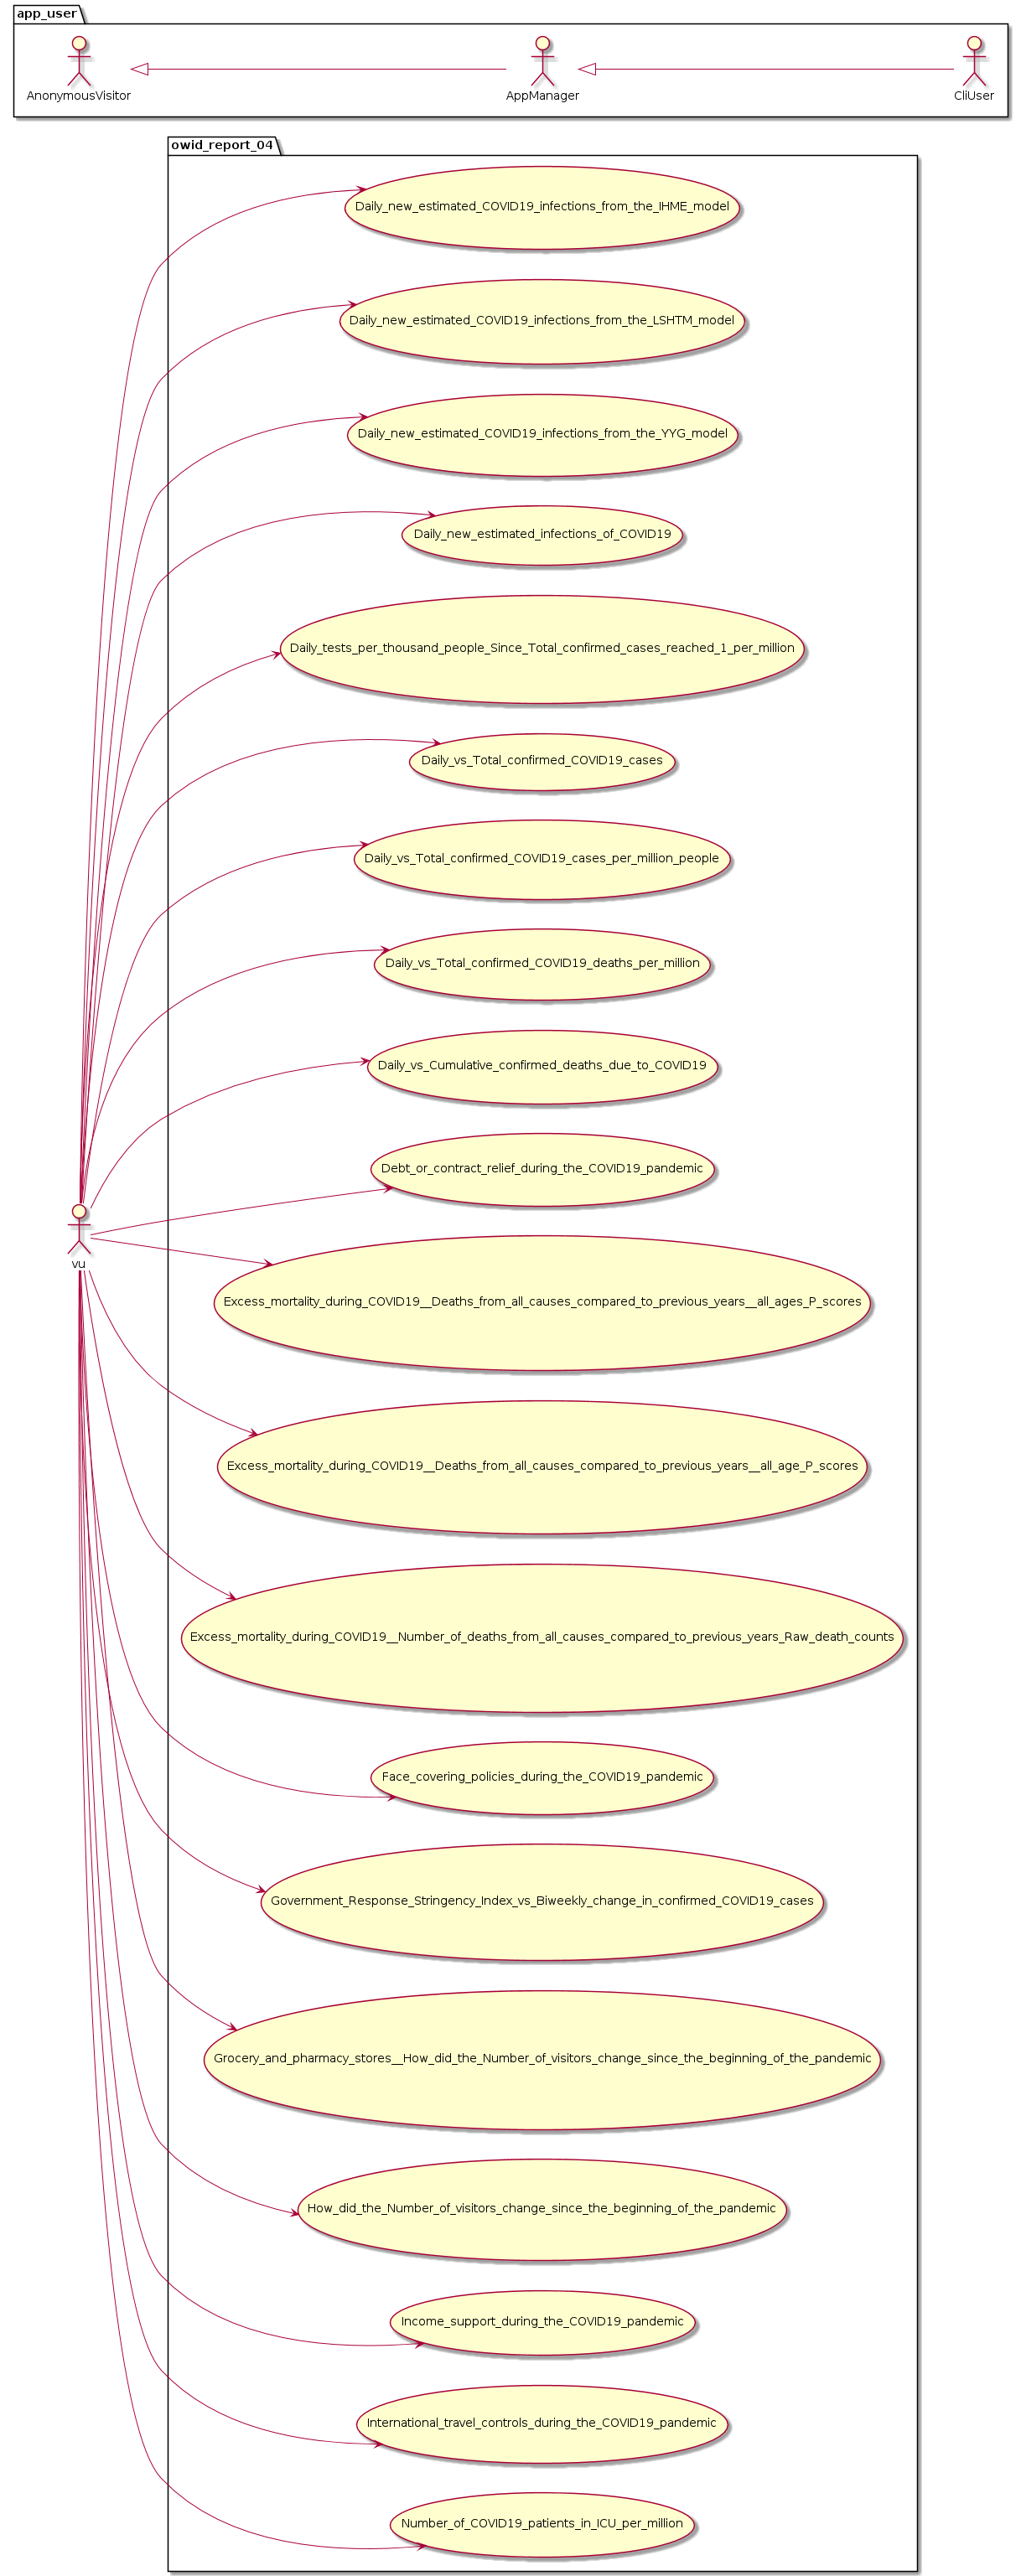 app_user
AnonymousVisitor
AppManager
CliUser
owid_report_04
Daily_new_estimated_COVID19_infections_from_the_IHME_model
Daily_new_estimated_COVID19_infections_from_the_LSHTM_model
Daily_new_estimated_COVID19_infections_from_the_YYG_model
Daily_new_estimated_infections_of_COVID19
Daily_tests_per_thousand_people_Since_Total_confirmed_cases_reached_1_per_million
Daily_vs_Total_confirmed_COVID19_cases
Daily_vs_Total_confirmed_COVID19_cases_per_million_people
Daily_vs_Total_confirmed_COVID19_deaths_per_million
Daily_vs_Cumulative_confirmed_deaths_due_to_COVID19
Debt_or_contract_relief_during_the_COVID19_pandemic
vu
Excess_mortality_during_COVID19__Deaths_from_all_causes_compared_to_previous_years__all_ages_P_scores
Excess_mortality_during_COVID19__Deaths_from_all_causes_compared_to_previous_years__all_age_P_scores
Excess_mortality_during_COVID19__Number_of_deaths_from_all_causes_compared_to_previous_years_Raw_death_counts
Face_covering_policies_during_the_COVID19_pandemic
Government_Response_Stringency_Index_vs_Biweekly_change_in_confirmed_COVID19_cases
Grocery_and_pharmacy_stores__How_did_the_Number_of_visitors_change_since_the_beginning_of_the_pandemic
How_did_the_Number_of_visitors_change_since_the_beginning_of_the_pandemic
Income_support_during_the_COVID19_pandemic
International_travel_controls_during_the_COVID19_pandemic
Number_of_COVID19_patients_in_ICU_per_million